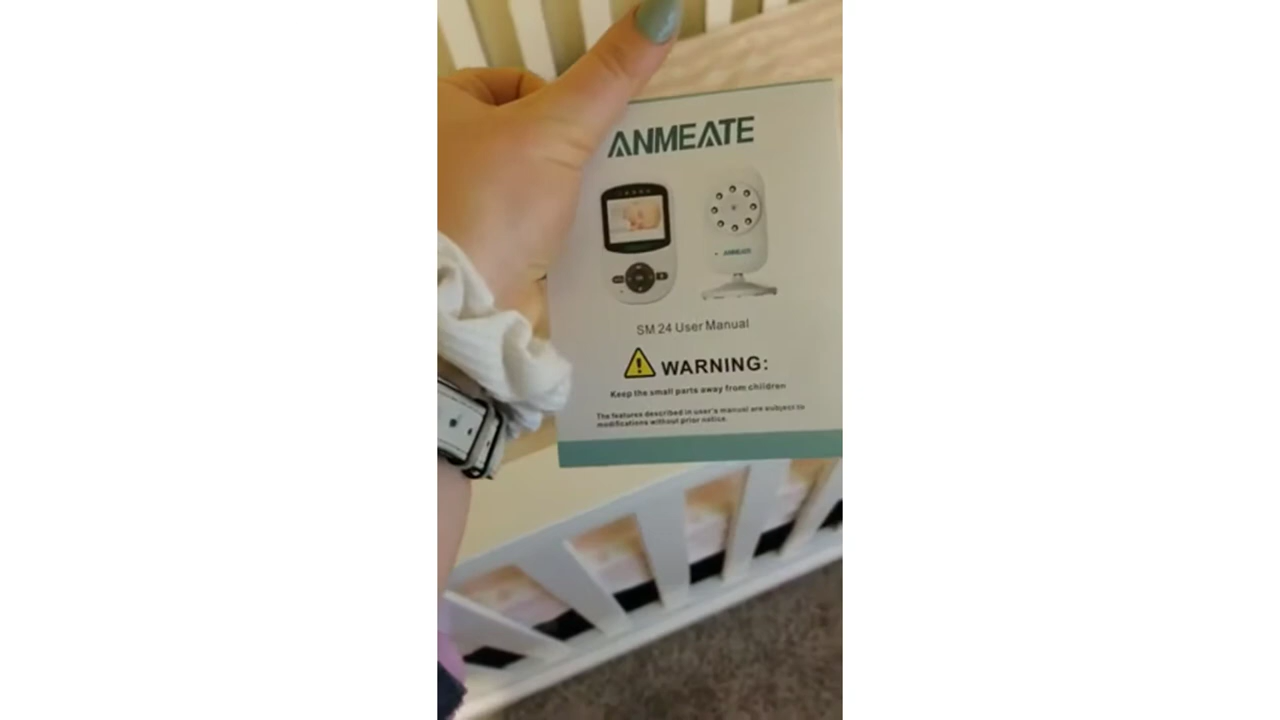 ANMEATE
ANMEATE
SM 24 User Manual
WARNING:
Keep the small parts away from children
The features described in user's manual are subject to
modifications without prior notice.